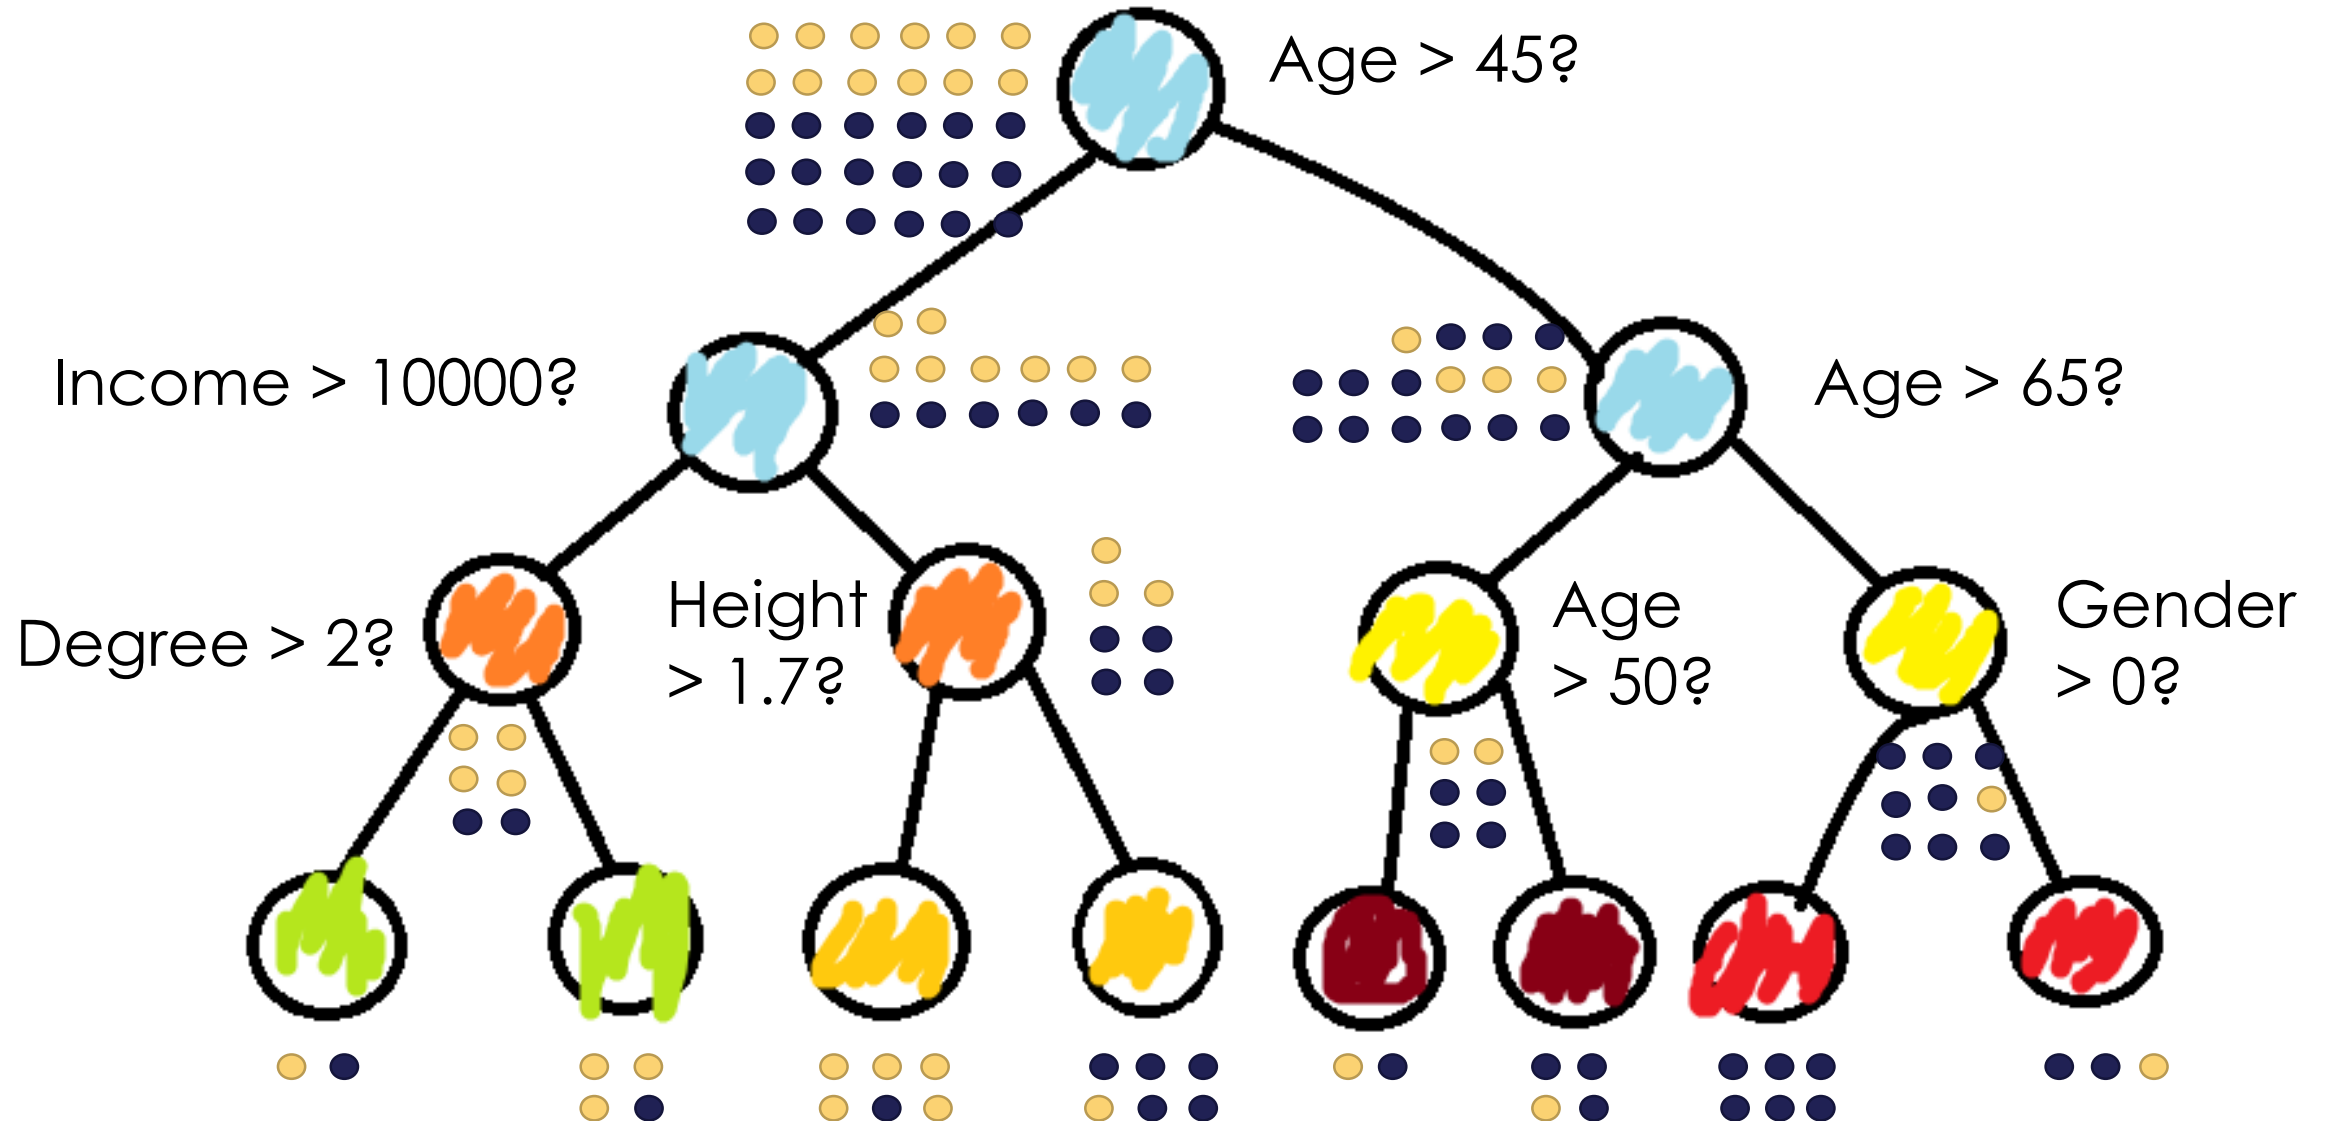 Age > 45?
Income > 10000?
Age > 65?
Degree > 2?
Height
> 1.7?
Age
> 50?
Gender
> 0?